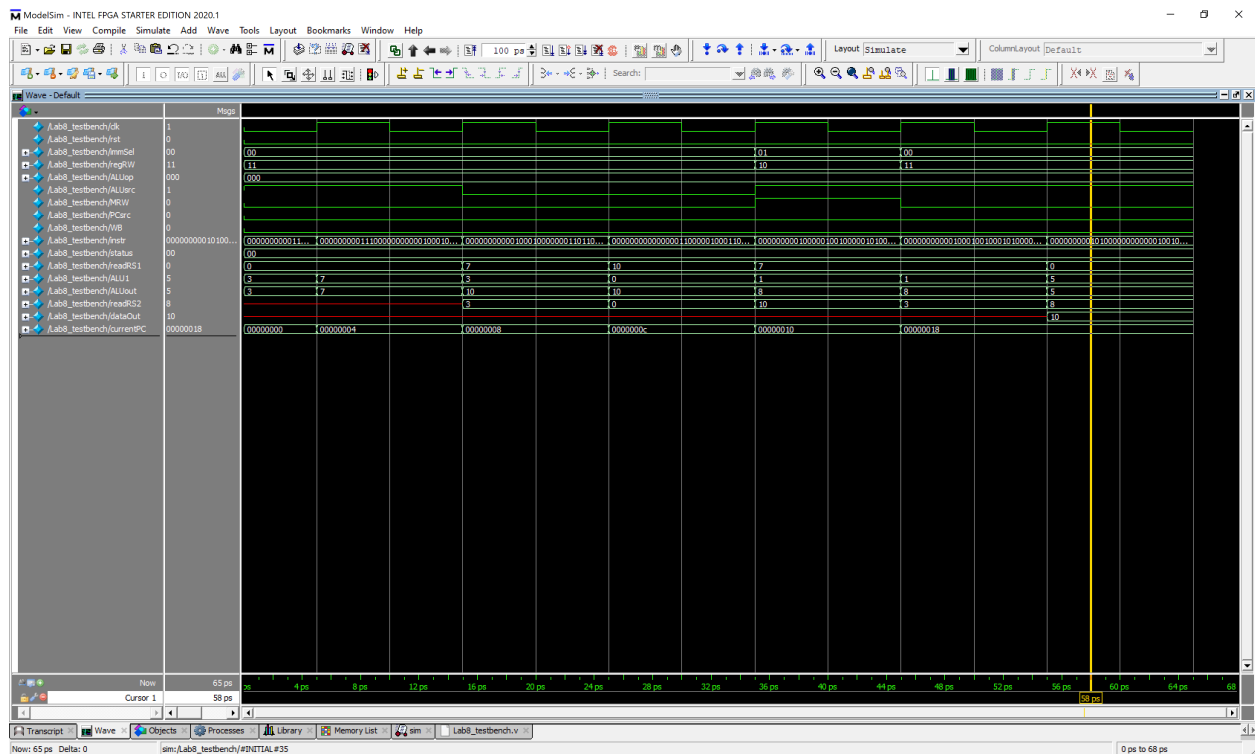 ModelSim - INTEL FPGA STARTER EDITION 2020.1
File Edit View Compile Simulate Add Wave Tools Layout Bookmarks Window Help
100 ps
Layout Simulate
ColumnLayout Default
Search:
Wave - Default
Msgs
/Lab8_testbench/clk 1
/Lab8_testbench/rst 0
/Lab8_testbench/immSel 00 00 01 00
/Lab8_testbench/regRW 11 11 10 11
/Lab8_testbench/ALUop 000 000
/Lab8_testbench/ALUsrc 1
/Lab8_testbench/MRW 0
/Lab8_testbench/PCsrc 0
/Lab8_testbench/WB 0
/Lab8_testbench/instr 00000000010100... 000000000011...
/Lab8_testbench/status 00 00
/Lab8_testbench/readRS1 0 0 7 10 7 0
/Lab8_testbench/ALU1 5 3 7 3 0 1 1 5
/Lab8_testbench/ALUout 5 3 7 10 10 8 8 5
/Lab8_testbench/readRS2 8 3 0 10 3 8
/Lab8_testbench/dataOut 10 10
/Lab8_testbench/currentPC 00000018 00000000 00000004 00000008 0000000c 00000010 00000018
Now 65 ps ps 4 ps 8 ps 12 ps 16 ps 20 ps 24 ps 28 ps 32 ps 36 ps 40 ps 44 ps 48 ps 52 ps 56 ps 60 ps 64 ps 68
Cursor 1 58 ps 58 ps
Transcript Wave Objects Processes Library Memory List sim Lab8_testbench.v
Now: 65 ps Delta: 0 sim:/Lab8_testbench/#INITIAL#35 0 ps to 68 ps